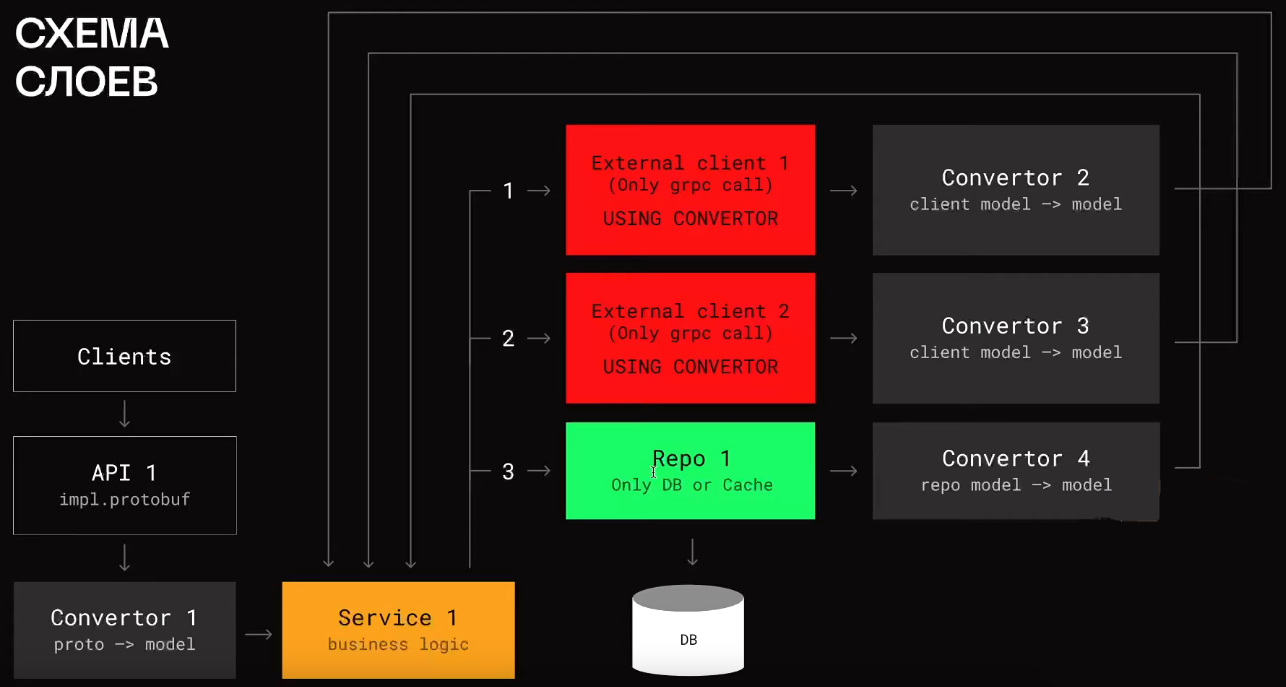 СХЕМА
СЛОЕВ
1
External client 1
(Only grpc call)
USING CONVERTOR
Convertor 2
client model —> model
2
External client 2
(Only grpc call)
USING CONVERTOR
Convertor 3
client model —> model
3
Repo 1
Only DB or Cache
Convertor 4
repo model —> model
Clients
API 1
impl.protobuf
Convertor 1
proto —> model
Service 1
business logic
DB